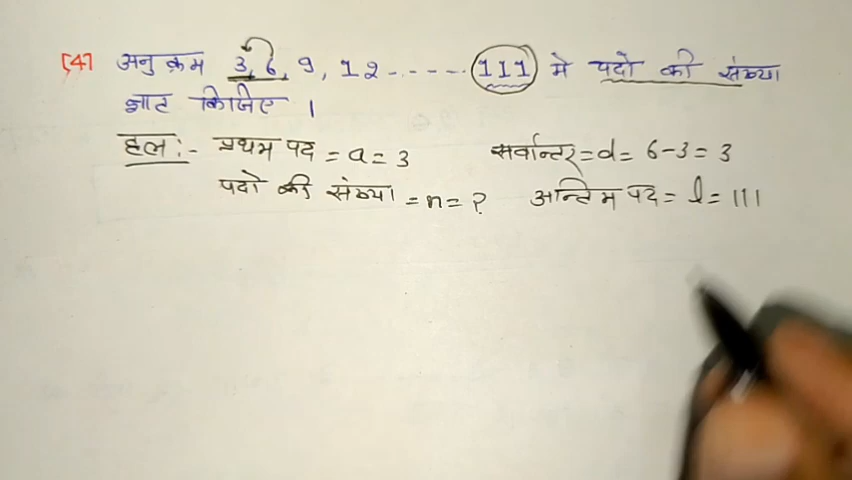 [4] अनुक्रम 3, 6, 9, 12 ------ 111 मे पदो की संख्या
ज्ञात किजिए ।
हल :- प्रथम पद = a = 3 सर्वान्तर = d = 6-3 = 3
पदो की संख्या = n = ? अन्तिम पद = l = 111